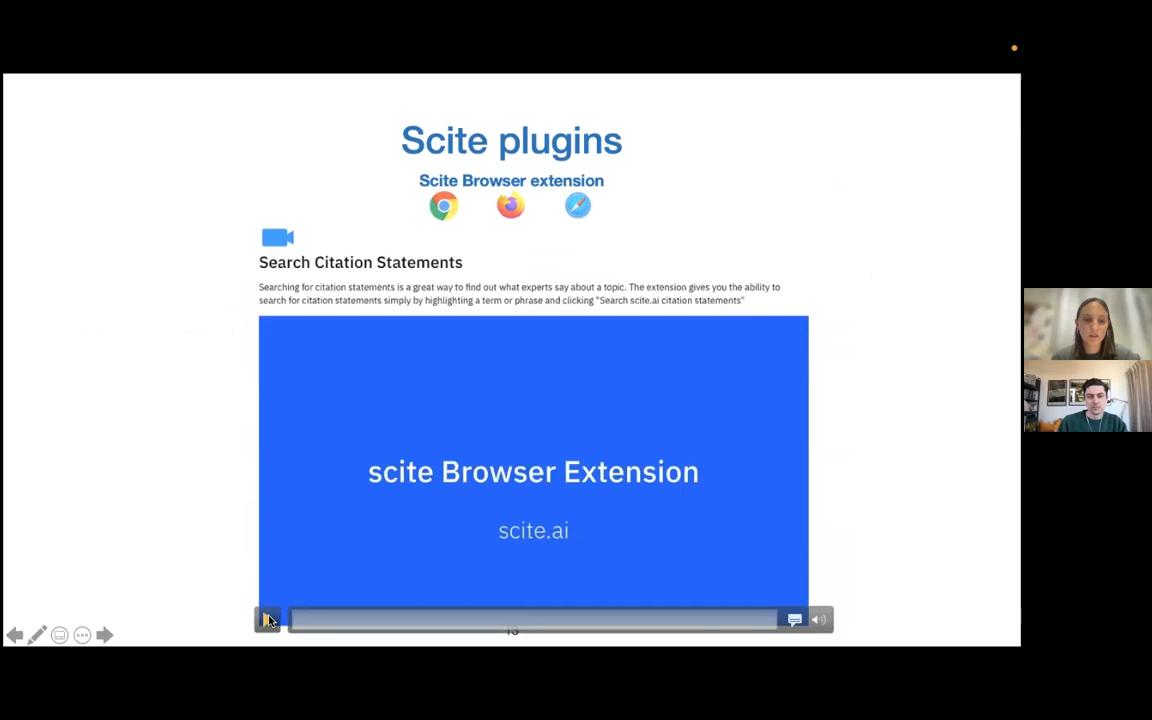 Scite plugins
Scite Browser extension
Search Citation Statements
Searching for citation statements is a great way to find out what experts say about a topic. The extension gives you the ability to
search for citation statements simply by highlighting a term or phrase and clicking "Search scite.ai citation statements"
scite Browser Extension
scite.ai